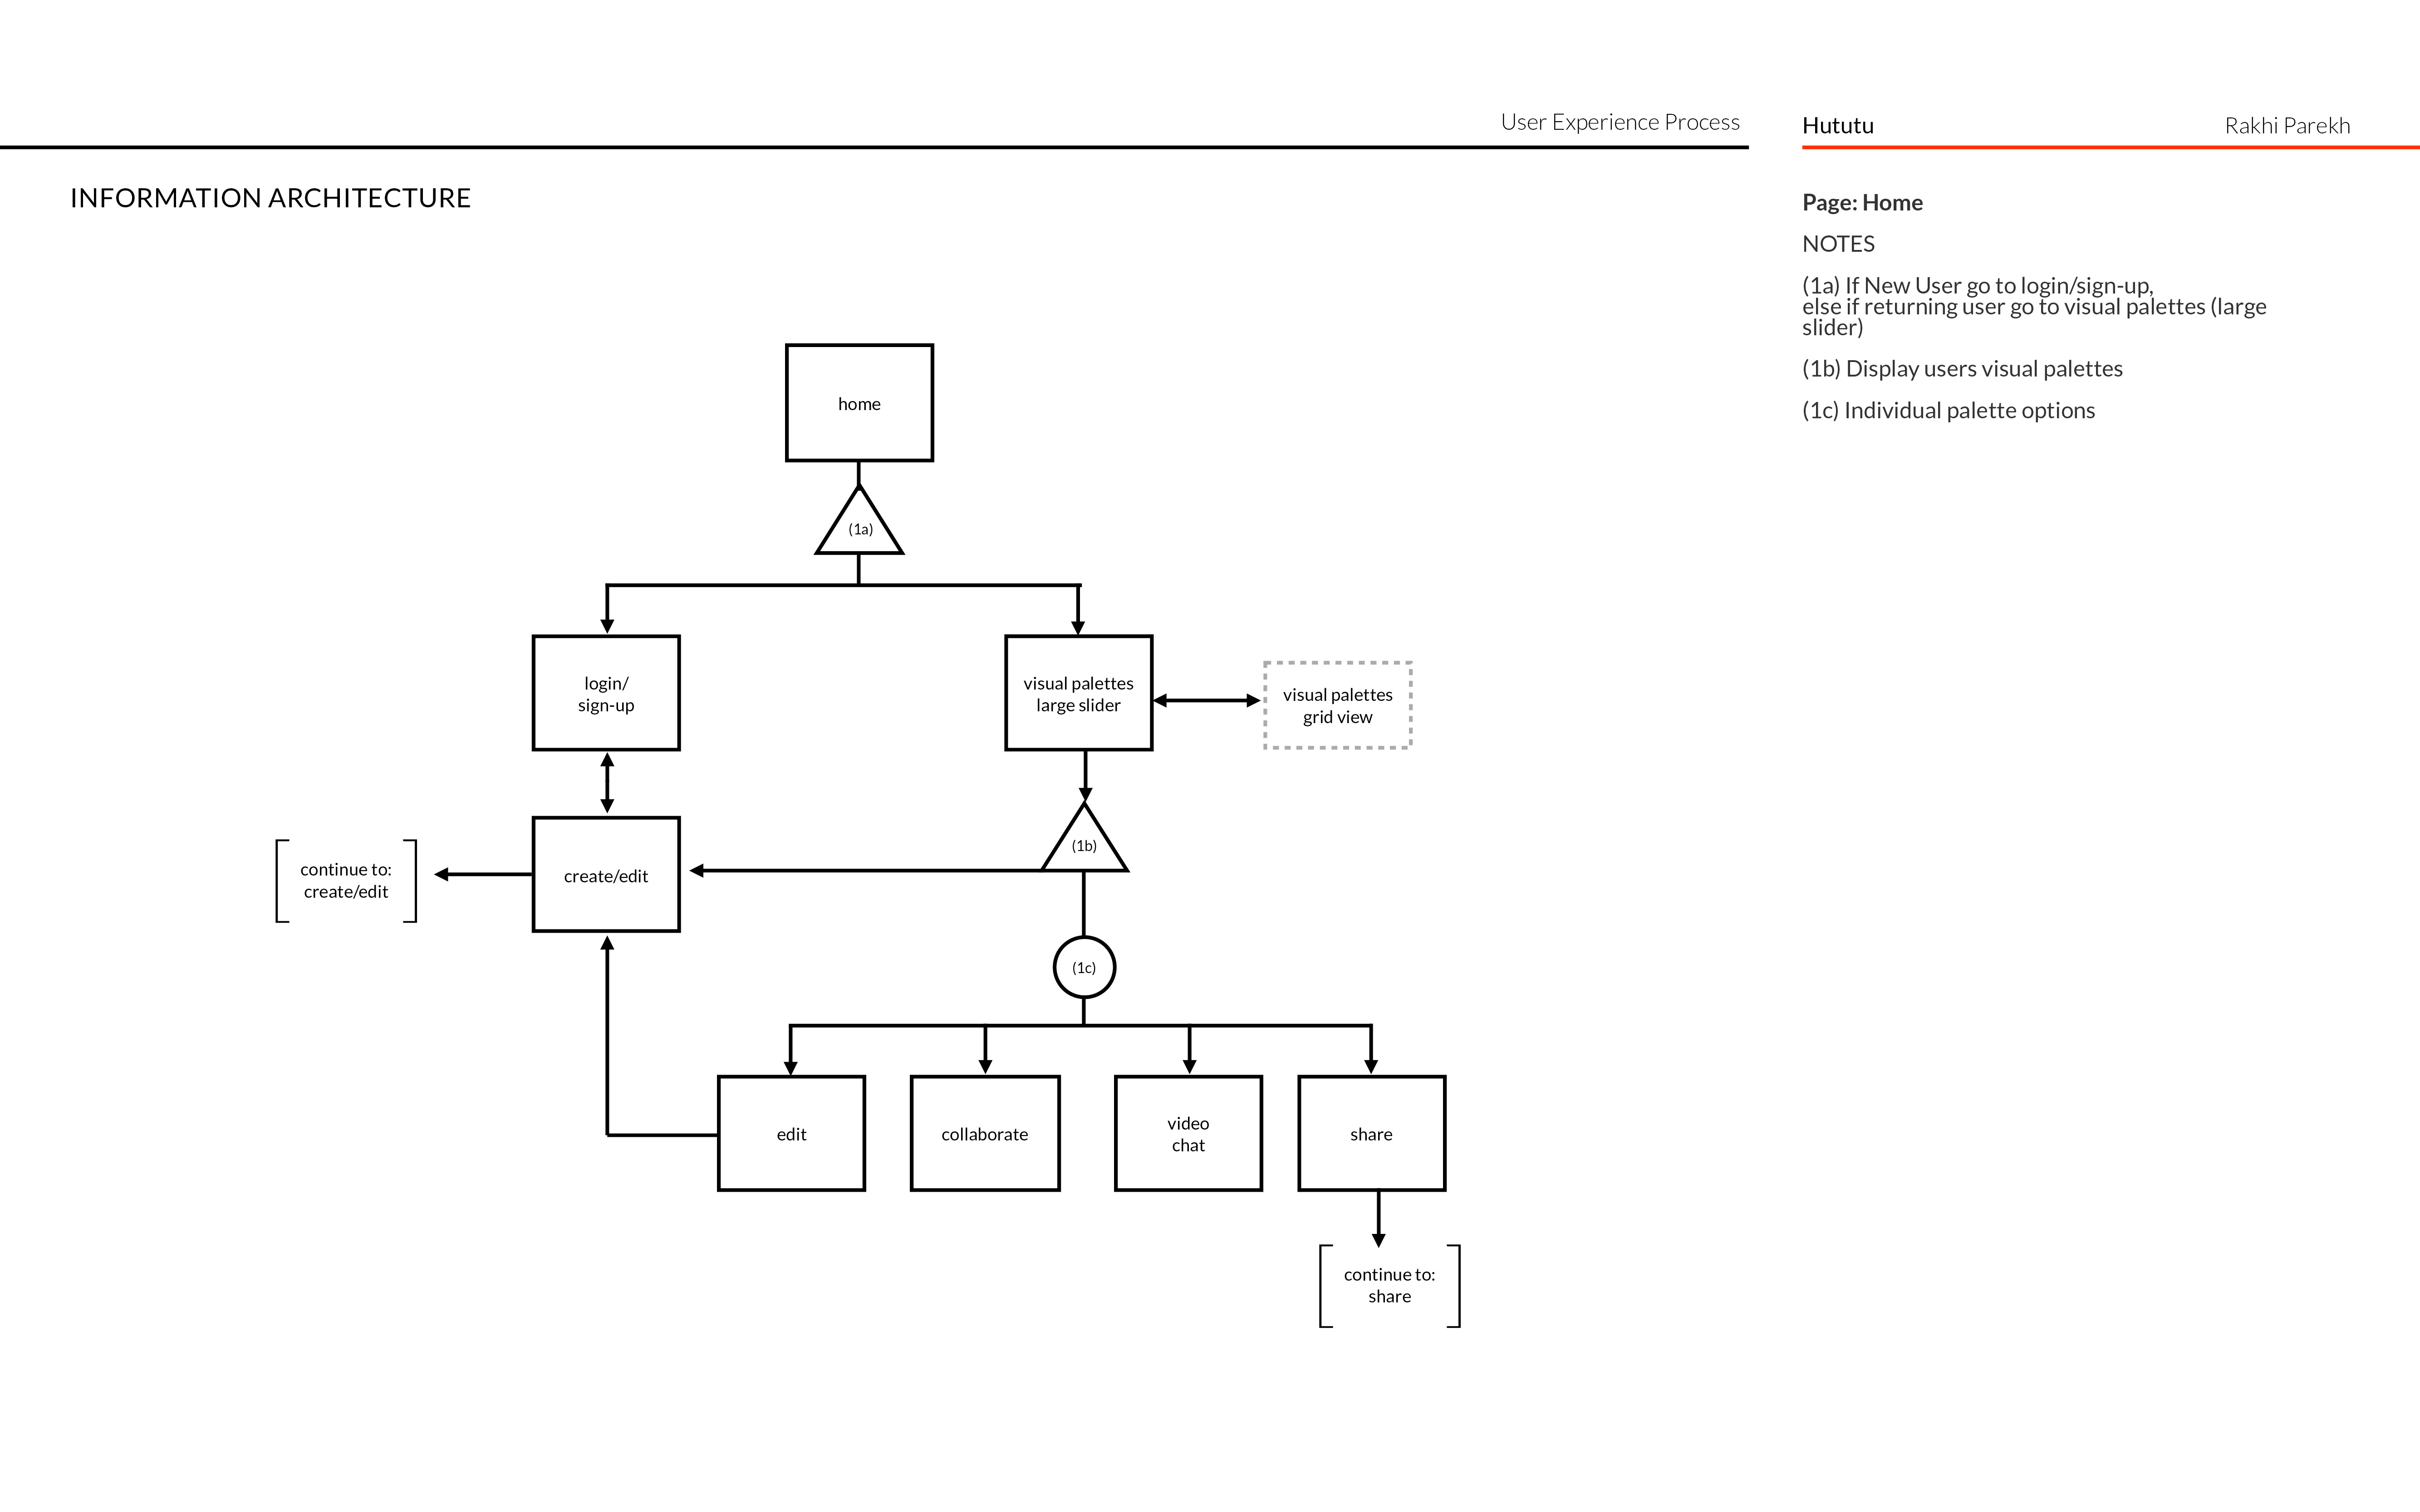 User Experience Process
Hututu
Rakhi Parekh
INFORMATION ARCHITECTURE
Page: Home
NOTES
(1a) If New User go to login/sign-up,
else if returning user go to visual palettes (large
slider)
(1b) Display users visual palettes
(1c) Individual palette options
home
(1a)
login/
sign-up
visual palettes
large slider
visual palettes
grid view
(1b)
continue to:
create/edit
create/edit
(1c)
edit
collaborate
video
chat
share
continue to:
share